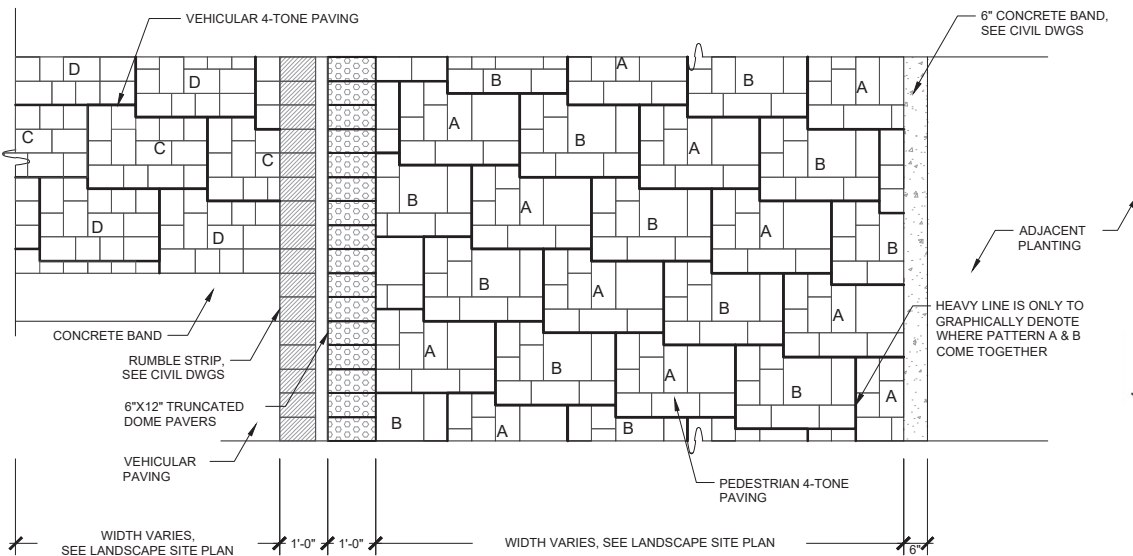 VEHICULAR 4-TONE PAVING
6" CONCRETE BAND,
SEE CIVIL DWGS
D
D
C
C
C
D
D
A
B
B
A
A
B
A
B
B
A
B
A
B
B
A
B
A
B
A
B
A
B
A
B
A
B
A
B
ADJACENT
PLANTING
HEAVY LINE IS ONLY TO
GRAPHICALLY DENOTE
WHERE PATTERN A & B
COME TOGETHER
CONCRETE BAND
RUMBLE STRIP,
SEE CIVIL DWGS
6"X12" TRUNCATED
DOME PAVERS
VEHICULAR
PAVING
PEDESTRIAN 4-TONE
PAVING
WIDTH VARIES,
SEE LANDSCAPE SITE PLAN
1'-0"
1'-0"
WIDTH VARIES, SEE LANDSCAPE SITE PLAN
6"